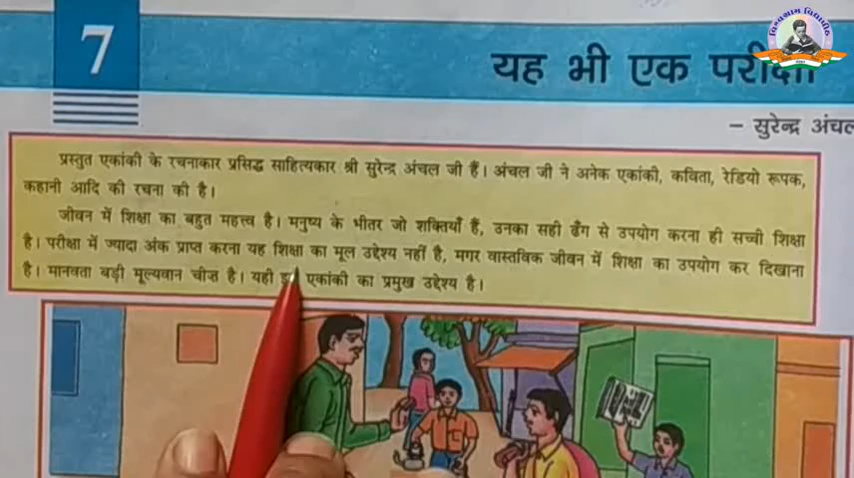 7
यह भी एक परीक्षा
– सुरेन्द्र अंचल
प्रस्तुत एकांकी के रचनाकार प्रसिद्ध साहित्यकार श्री सुरेन्द्र अंचल जी हैं। अंचल जी ने अनेक एकांकी, कविता, रेडियो रूपक,
कहानी आदि की रचना की है।
जीवन में शिक्षा का बहुत महत्त्व है। मनुष्य के भीतर जो शक्तियाँ हैं, उनका सही ढँग से उपयोग करना ही सच्ची शिक्षा
है। परीक्षा में ज्यादा अंक प्राप्त करना यह शिक्षा का मूल उद्देश्य नहीं है, मगर वास्तविक जीवन में शिक्षा का उपयोग कर दिखाना
है। मानवता बड़ी मूल्यवान चीज़ है। यही एकांकी का प्रमुख उद्देश्य है।